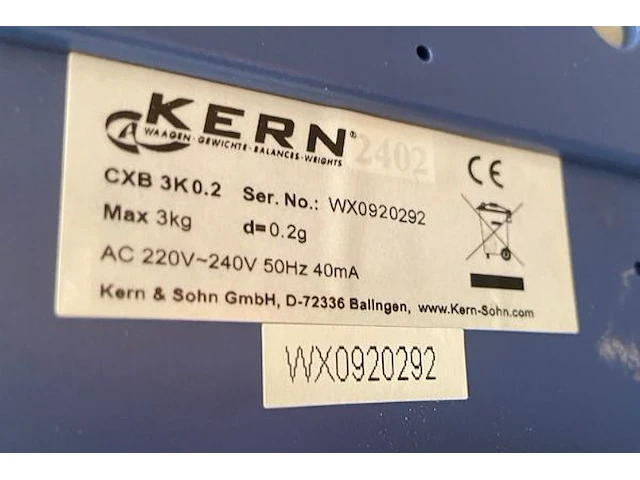 KERN®
WAAGEN·GEWICHTE·BALANCES·WEIGHTS
2402
CE
CXB 3K0.2 Ser. No.: WX0920292
Max 3kg d=0.2g
AC 220V~240V 50Hz 40mA
Kern & Sohn GmbH, D-72336 Balingen, www.Kern-Sohn.com
WX0920292